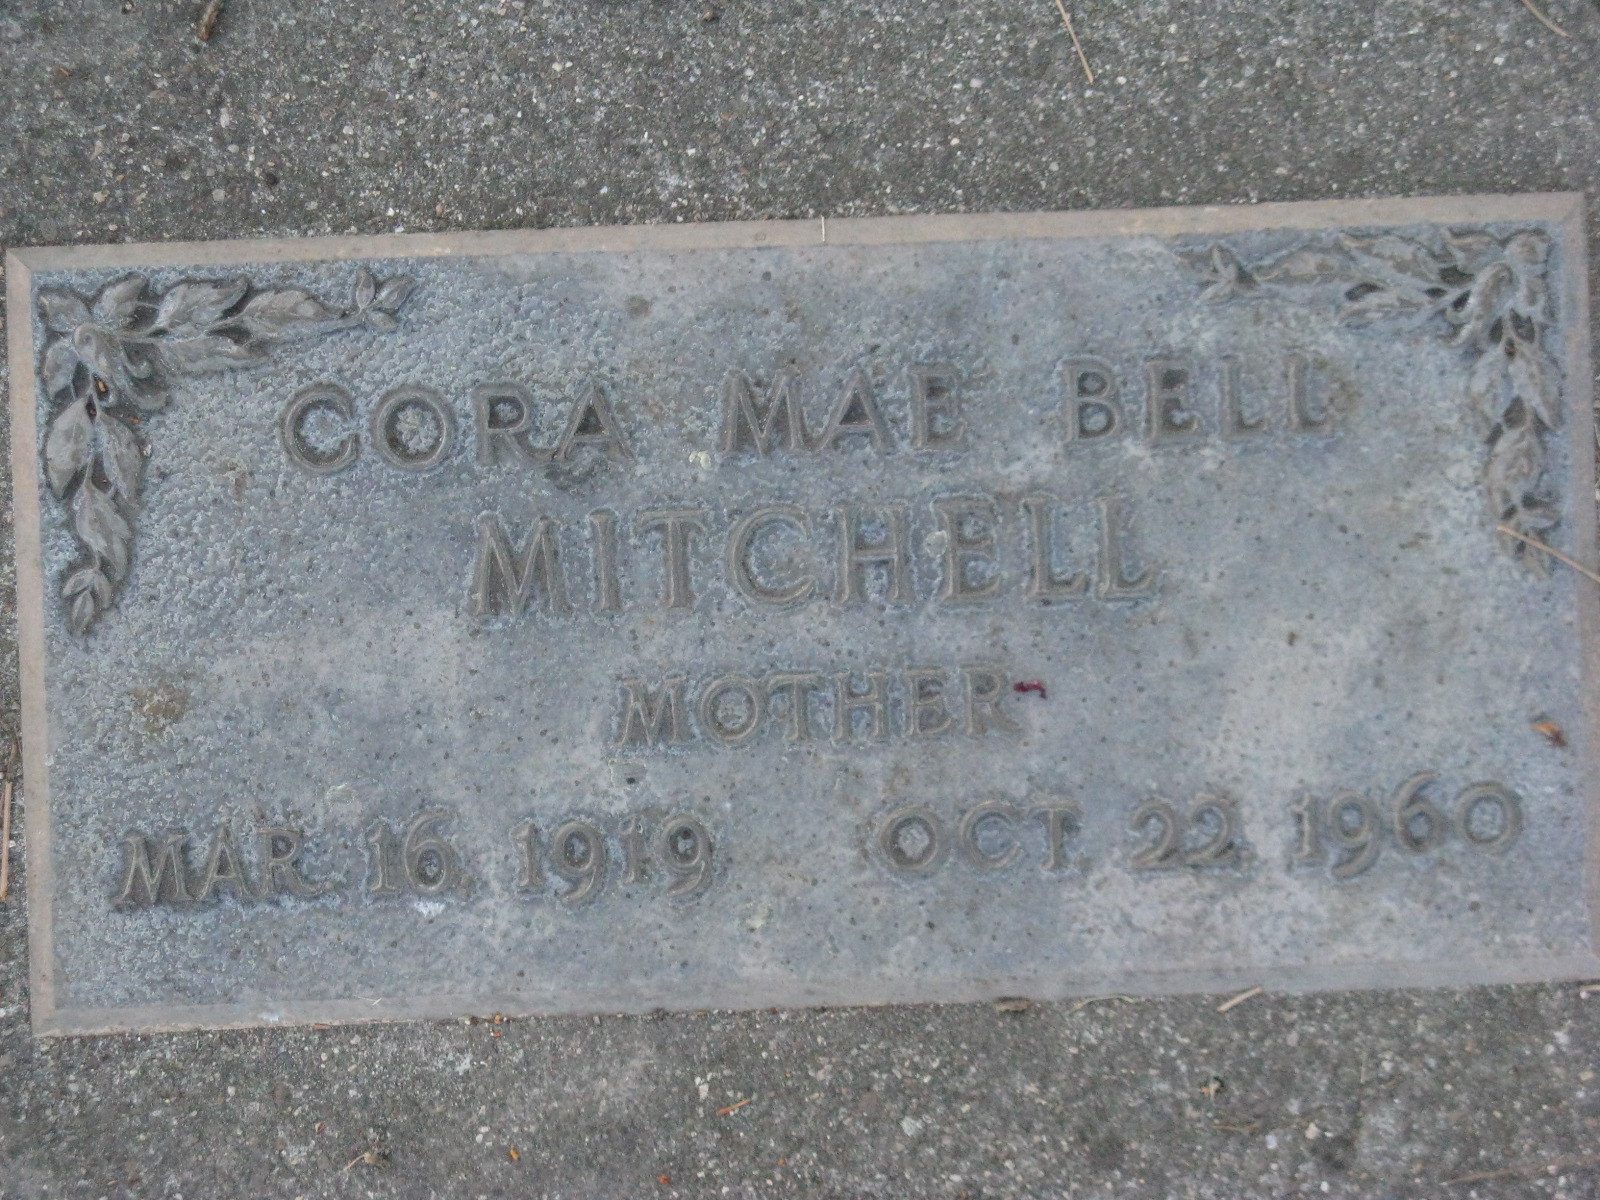 CORA MAE BELL
MITCHELL
MOTHER
MAR. 16, 1919 OCT. 22, 1960